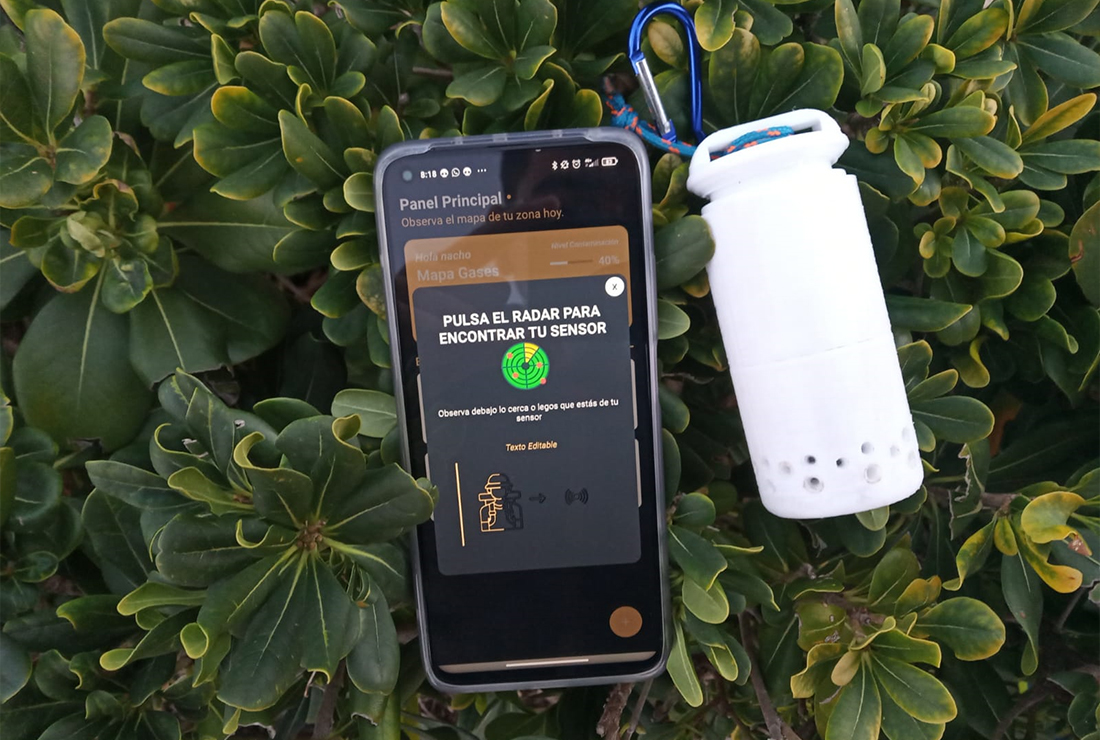 8:18
Panel Principal
Observa el mapa de tu zona hoy.
Hola nacho
Nivel Contaminación
Mapa Gases
40%
X
PULSA EL RADAR PARA
ENCONTRAR TU SENSOR
Observa debajo lo cerca o legos que estás de tu
sensor
Texto Editable